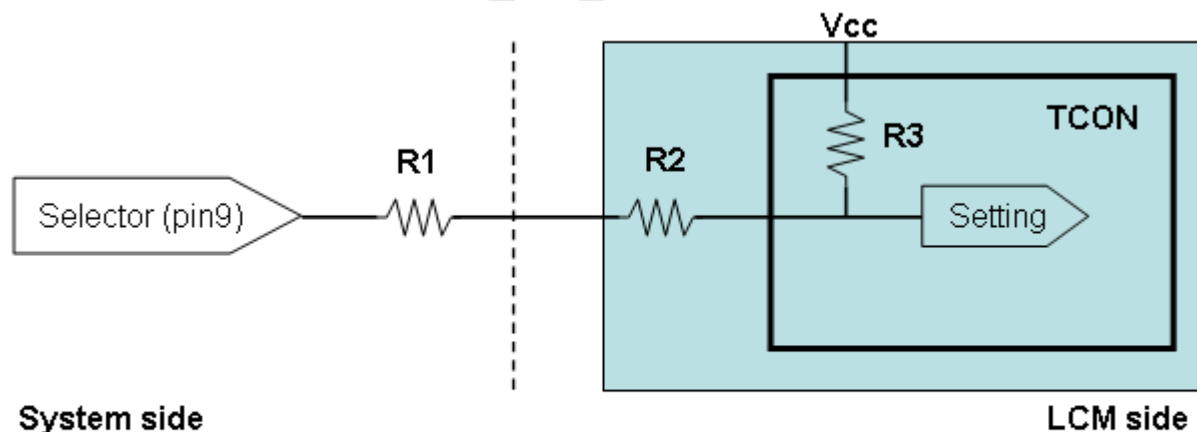 Vcc
TCON
R3
R1
R2
Selector (pin9)
Setting
System side
LCM side